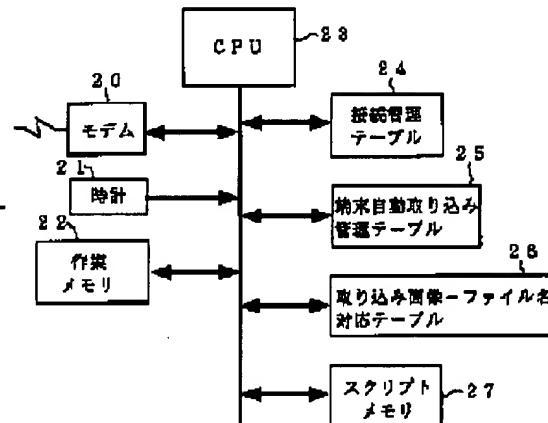 CPU
23
20
モデム
24
接続管理
テーブル
21
時計
25
端末自動取り込み
管理テーブル
22
作業
メモリ
26
取り込み画像－ファイル名
対応テーブル
スクリプト
メモリ
27